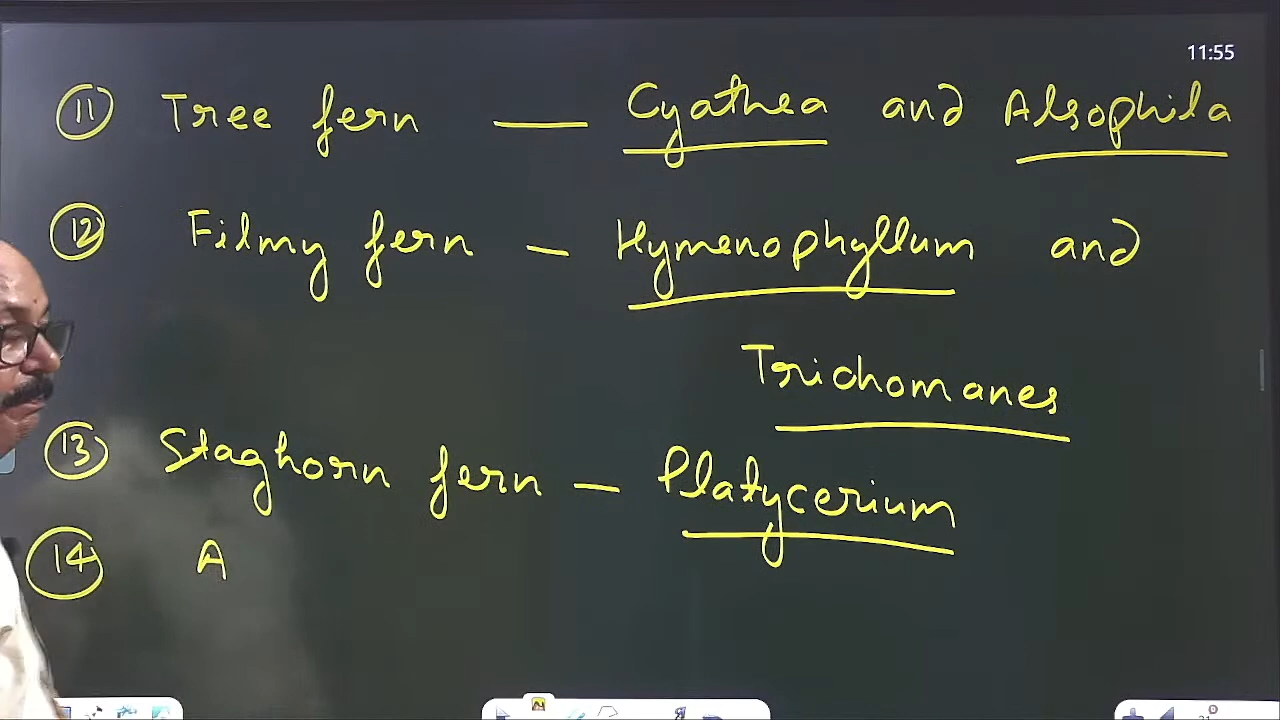 11:55
11 Tree fern — Cyathea and Alsophila
12 Filmy fern - Hymenophyllum and
Trichomanes
13 Staghorn fern - Platycerium
14 A